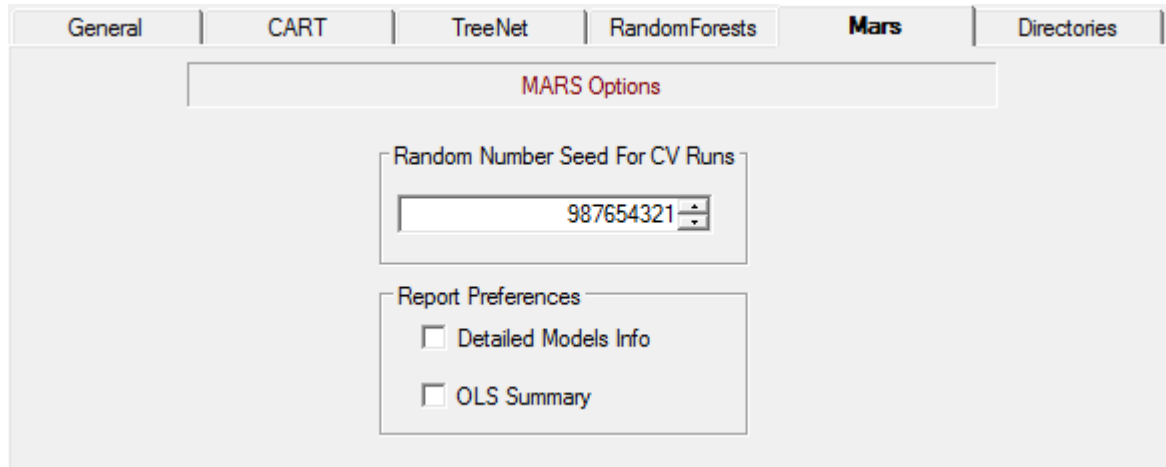 General CART TreeNet RandomForests Mars Directories
MARS Options
Random Number Seed For CV Runs
987654321
Report Preferences
Detailed Models Info
OLS Summary